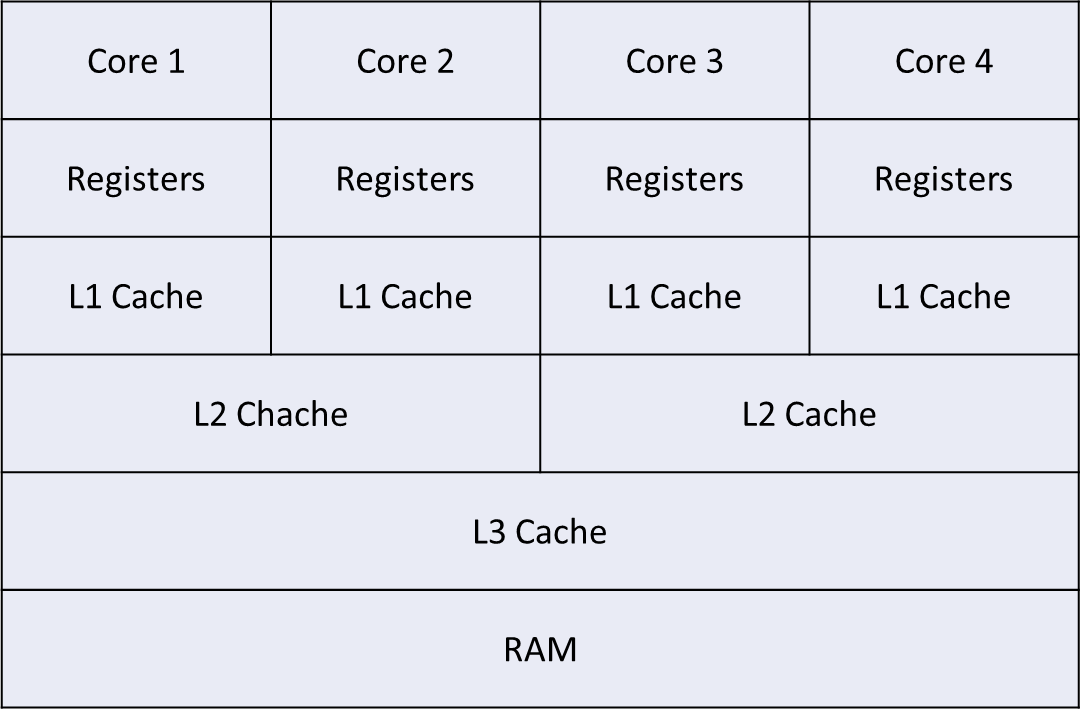 Core 1
Core 2
Core 3
Core 4
Registers
Registers
Registers
Registers
L1 Cache
L1 Cache
L1 Cache
L1 Cache
L2 Chache
L2 Cache
L3 Cache
RAM